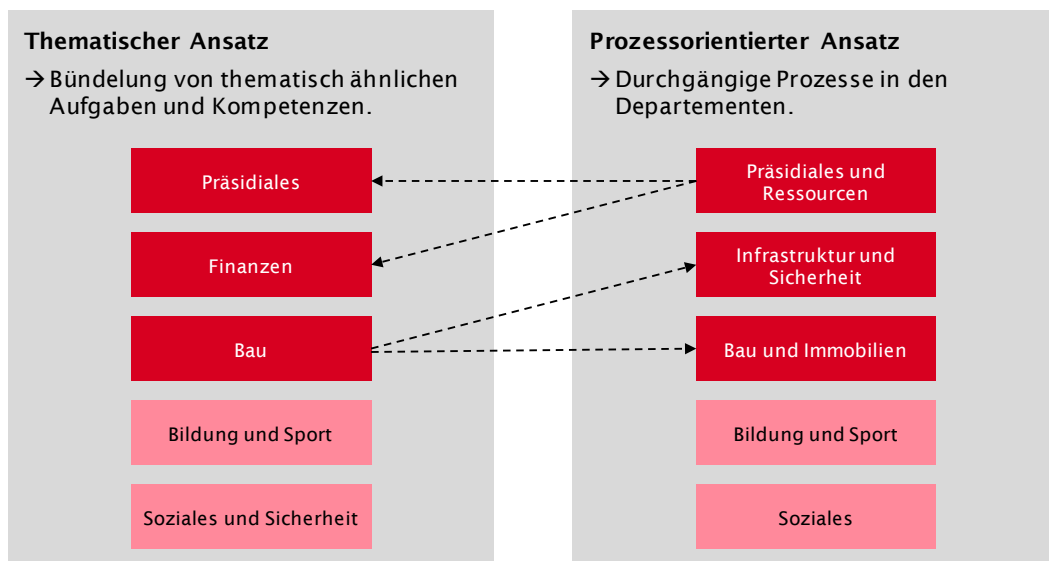 Thematischer Ansatz
→ Bündelung von thematisch ähnlichen
Aufgaben und Kompetenzen.
Präsidiales
Finanzen
Bau
Bildung und Sport
Soziales und Sicherheit
Prozessorientierter Ansatz
→ Durchgängige Prozesse in den
Departementen.
Präsidiales und
Ressourcen
Infrastruktur und
Sicherheit
Bau und Immobilien
Bildung und Sport
Soziales